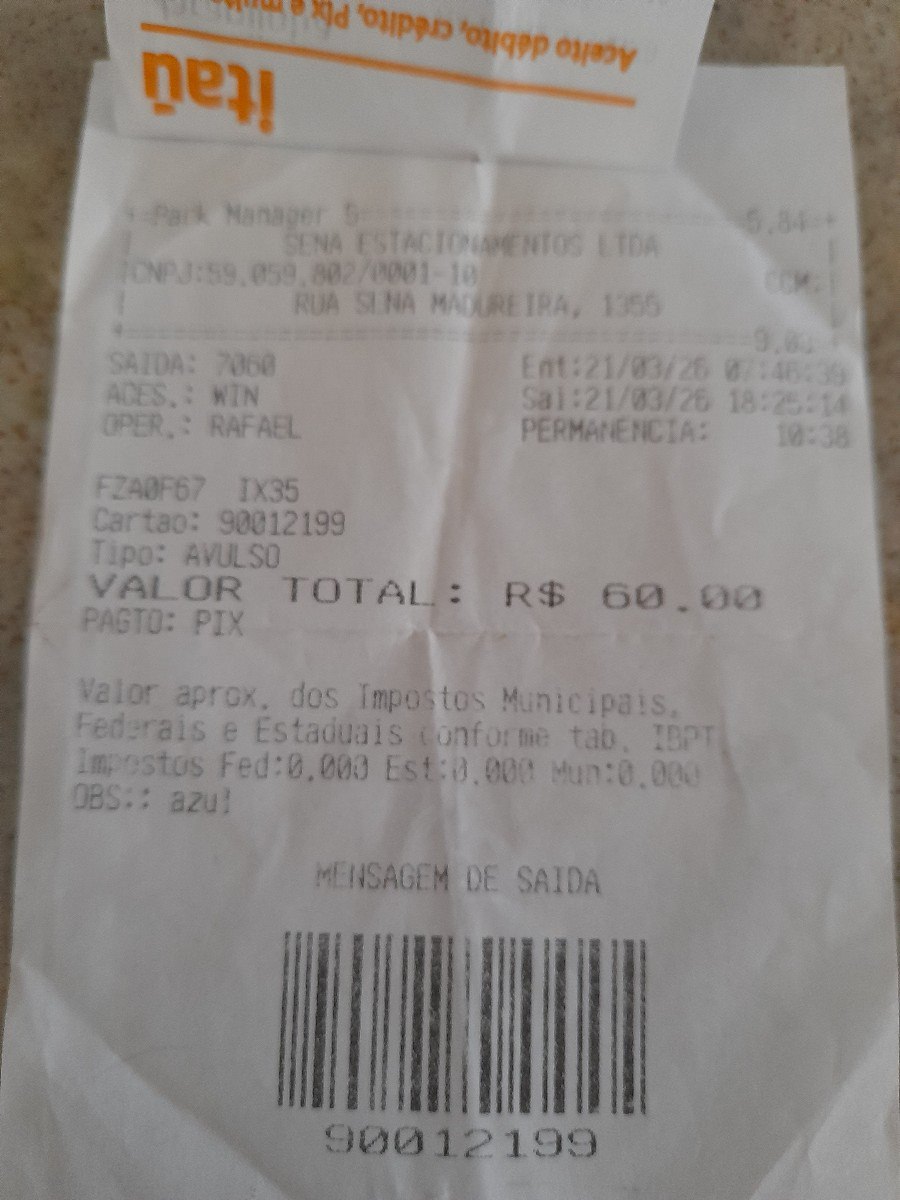 Aceito débito, crédito, Pix e
itaú
Park Manager 5
SENA ESTACIONAMENTOS LTDA
CNPJ:59.059.802/0001-10
RUA SENA MADUREIRA, 1355
SAIDA: 7060 Ent:21/03/26 07:46:39
ACES.: WIN Sai:21/03/26 18:25:14
OPER.: RAFAEL PERMANENCIA: 10:38
FZA0F67 IX35
Cartao: 90012199
Tipo: AVULSO
VALOR TOTAL: R$ 60.00
PAGTO: PIX
Valor aprox. dos Impostos Municipais,
Federais e Estaduais conforme tab. IBPT
Impostos Fed:0.000 Est:0.000 Mun:0.000
OBS:: azul
MENSAGEM DE SAIDA
90012199